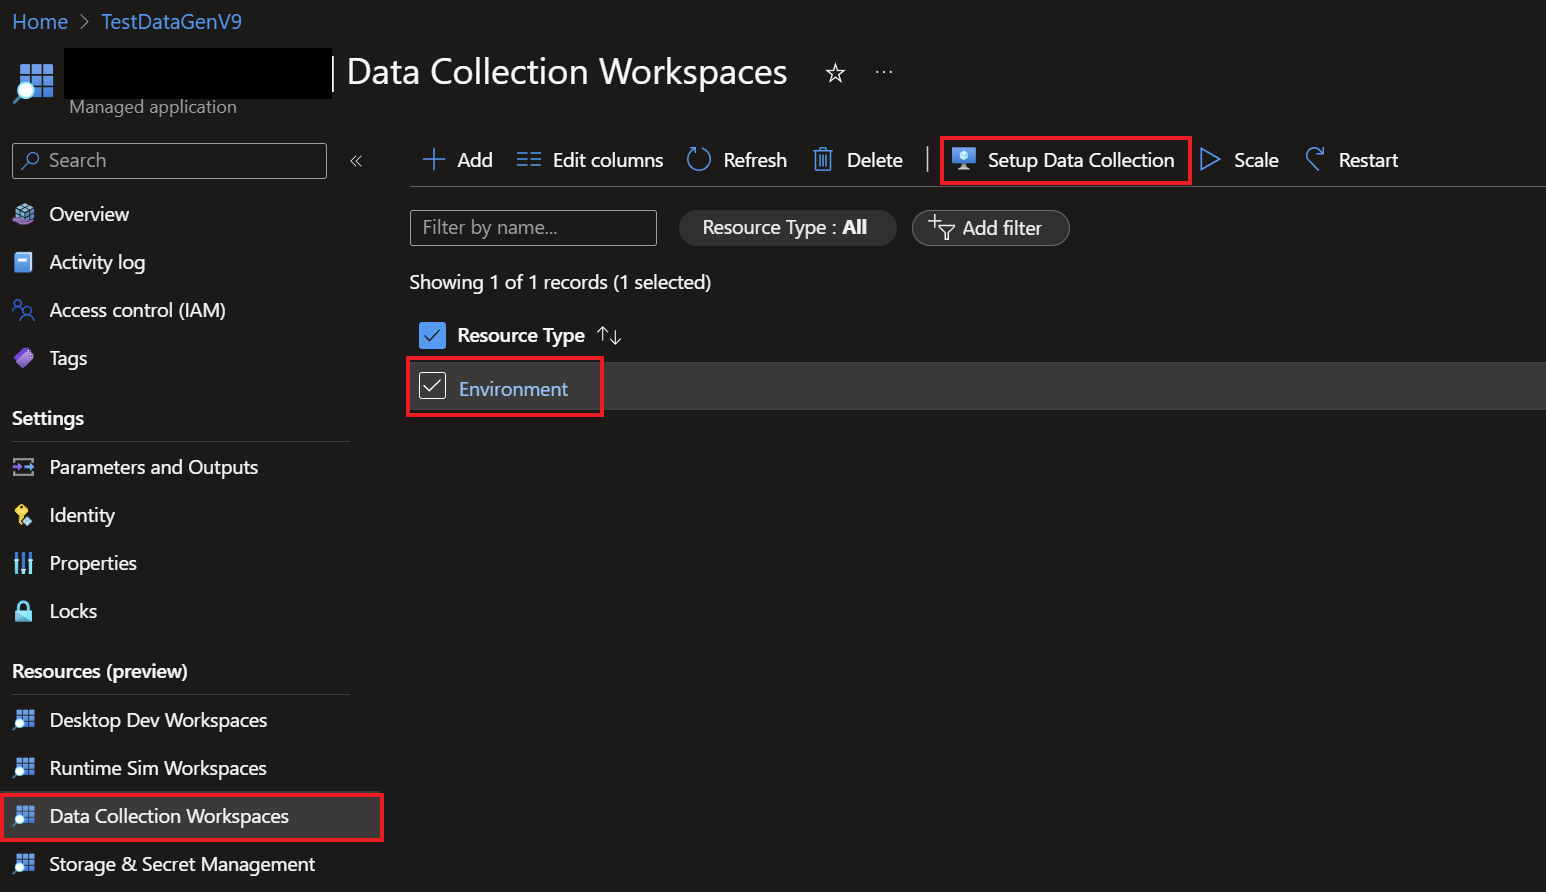 Home > TestDataGenV9
| Data Collection Workspaces
Managed application
Search
«
Overview
Activity log
Access control (IAM)
Tags
Settings
Parameters and Outputs
Identity
Properties
Locks
Resources (preview)
Desktop Dev Workspaces
Runtime Sim Workspaces
Data Collection Workspaces
Storage & Secret Management
Add Edit columns Refresh Delete | Setup Data Collection Scale Restart
Filter by name... Resource Type : All Add filter
Showing 1 of 1 records (1 selected)
Resource Type ↑↓
Environment